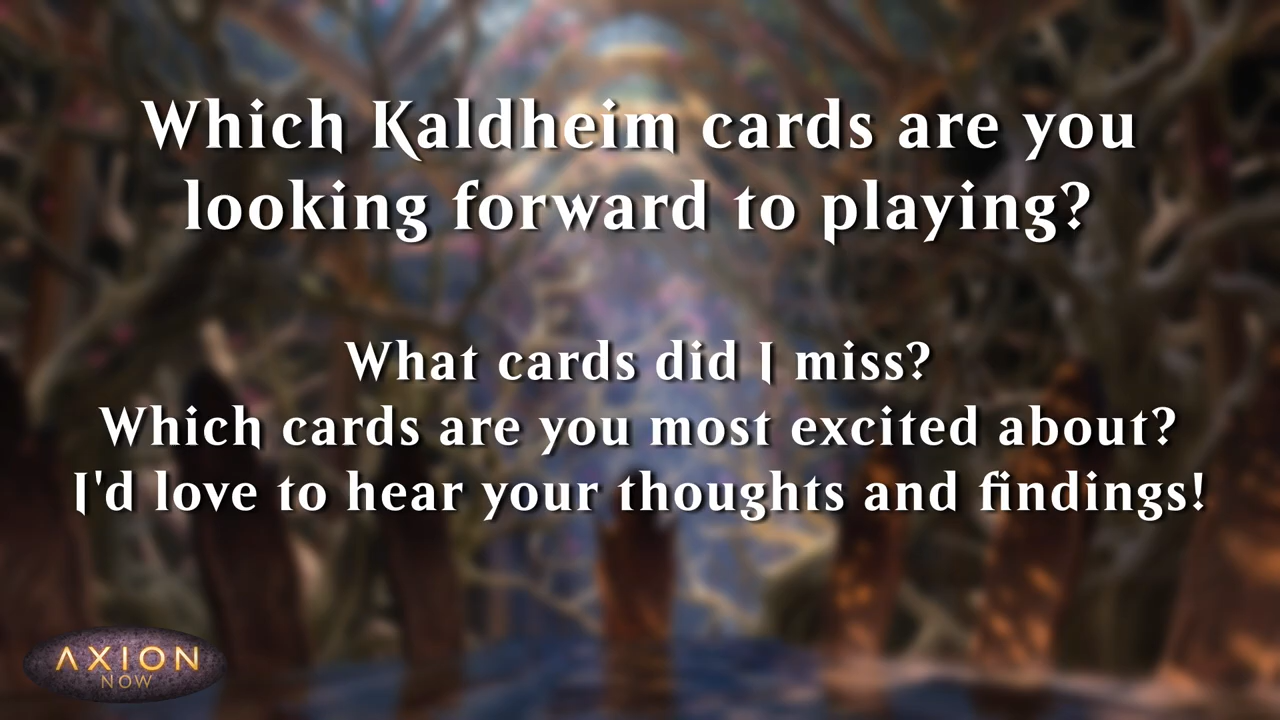 Which Kaldheim cards are you
looking forward to playing?
What cards did I miss?
Which cards are you most excited about?
I'd love to hear your thoughts and findings!
AXION
NOW